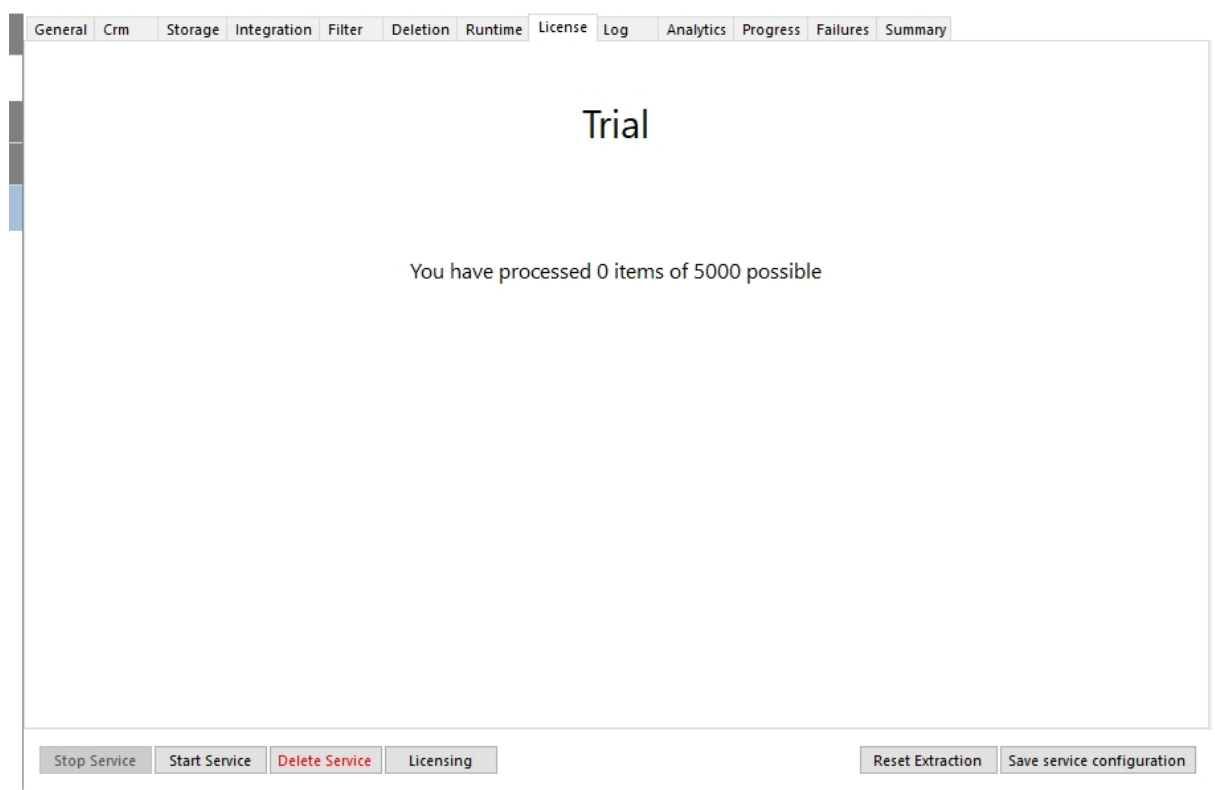 General Crm Storage Integration Filter Deletion Runtime License Log Analytics Progress Failures Summary
Trial
You have processed 0 items of 5000 possible
Stop Service Start Service Delete Service Licensing Reset Extraction Save service configuration